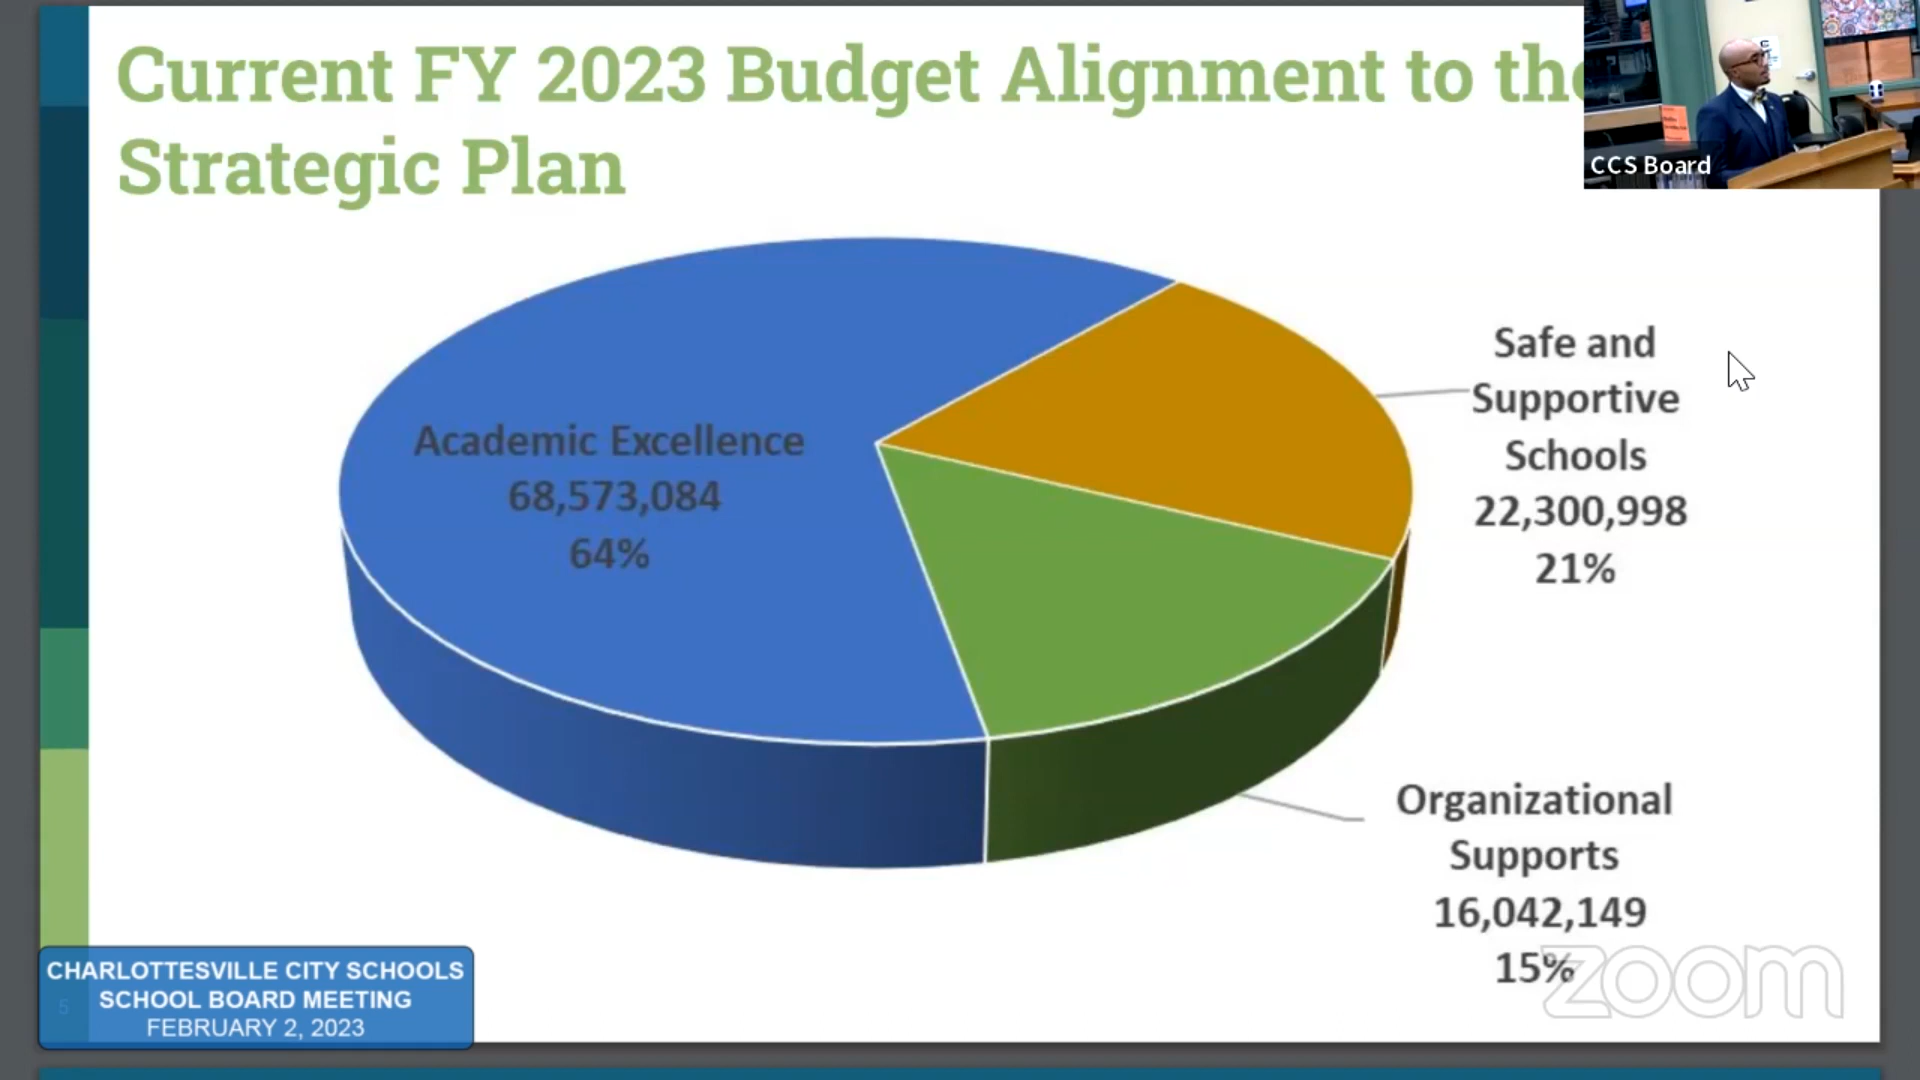 Current FY 2023 Budget Alignment to the
Strategic Plan
CCS Board
Safe and
Supportive
Schools
22,300,998
21%
Academic Excellence
68,573,084
64%
Organizational
Supports
16,042,149
15%
zoom
CHARLOTTESVILLE CITY SCHOOLS
SCHOOL BOARD MEETING
FEBRUARY 2, 2023
5